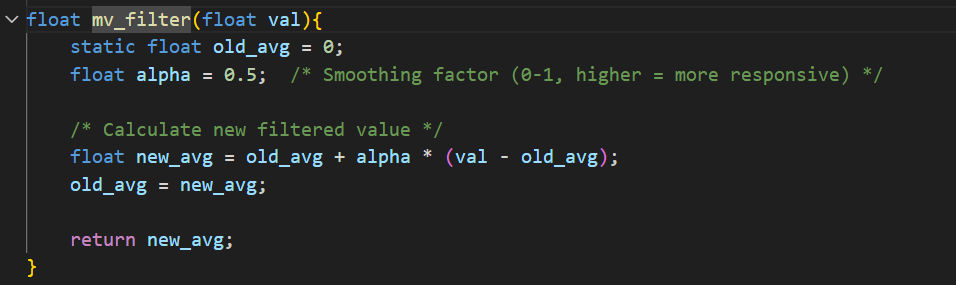 float mv_filter(float val){
    static float old_avg = 0;
    float alpha = 0.5;  /* Smoothing factor (0-1, higher = more responsive) */

    /* Calculate new filtered value */
    float new_avg = old_avg + alpha * (val - old_avg);
    old_avg = new_avg;

    return new_avg;
}